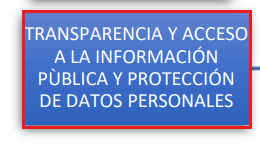 TRANSPARENCIA Y ACCESO
A LA INFORMACIÓN
PÙBLICA Y PROTECCIÓN
DE DATOS PERSONALES